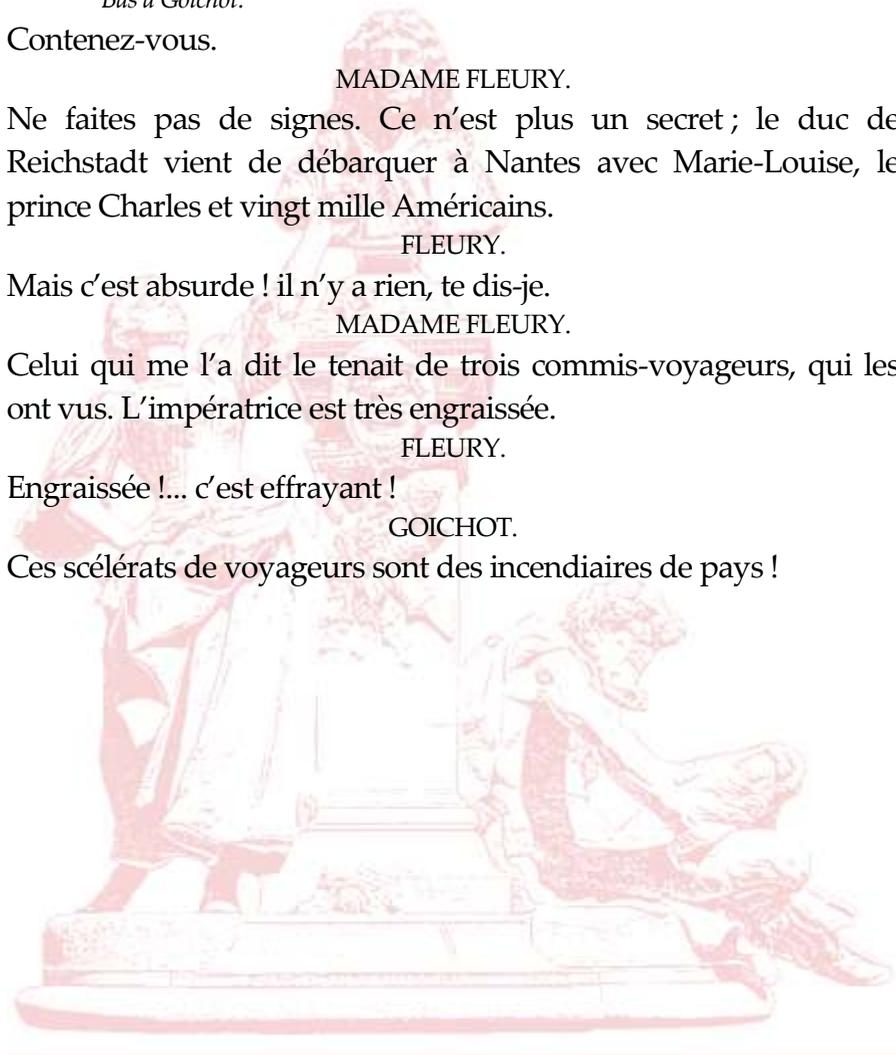 Bas à Goichot.
Contenez-vous.
MADAME FLEURY.
Ne faites pas de signes. Ce n’est plus un secret ; le duc de
Reichstadt vient de débarquer à Nantes avec Marie-Louise, le
prince Charles et vingt mille Américains.
FLEURY.
Mais c’est absurde ! il n’y a rien, te dis-je.
MADAME FLEURY.
Celui qui me l’a dit le tenait de trois commis-voyageurs, qui les
ont vus. L’impératrice est très engraissée.
FLEURY.
Engraissée !... c’est effrayant !
GOICHOT.
Ces scélérats de voyageurs sont des incendiaires de pays !